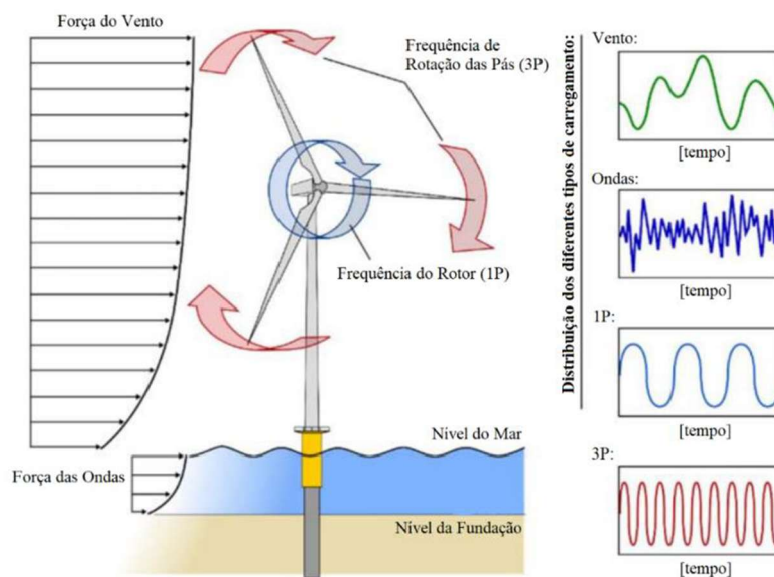 Força do Vento
Frequência de
Rotação das Pás (3P)
Frequência do Rotor (1P)
Nível do Mar
Força das Ondas
Nível da Fundação
Distribuição dos diferentes tipos de carregamento:
Vento:
[tempo]
Ondas:
[tempo]
1P:
[tempo]
3P:
[tempo]